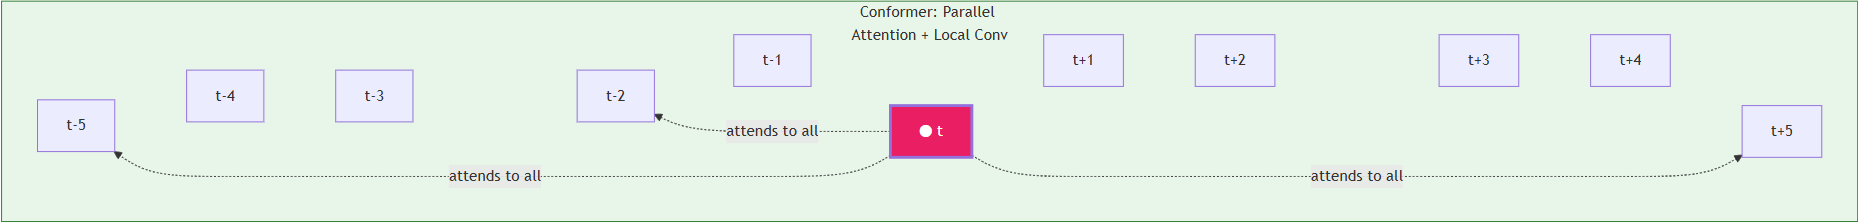 Conformer: Parallel
Attention + Local Conv
t-1
t+1
t+2
t+3
t+4
t-4
t-3
t-2
t-5
● t
t+5
attends to all
attends to all
attends to all